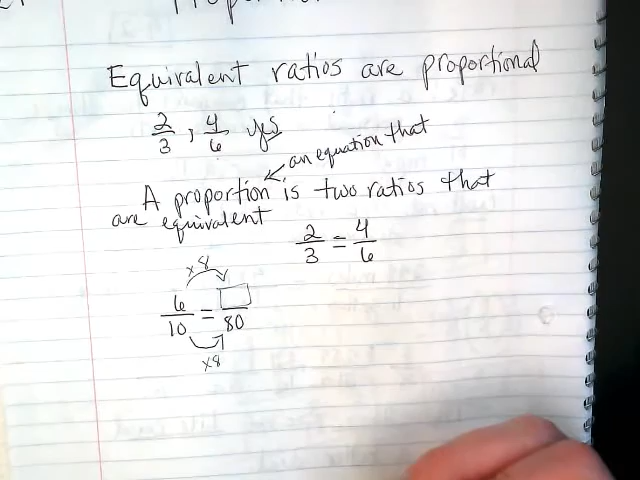 Equivalent ratios are proportional
2/3 , 4/6 yes
an equation that
A proportion is two ratios that
are equivalent
2/3 = 4/6
x8
6/10 = □/80
x8